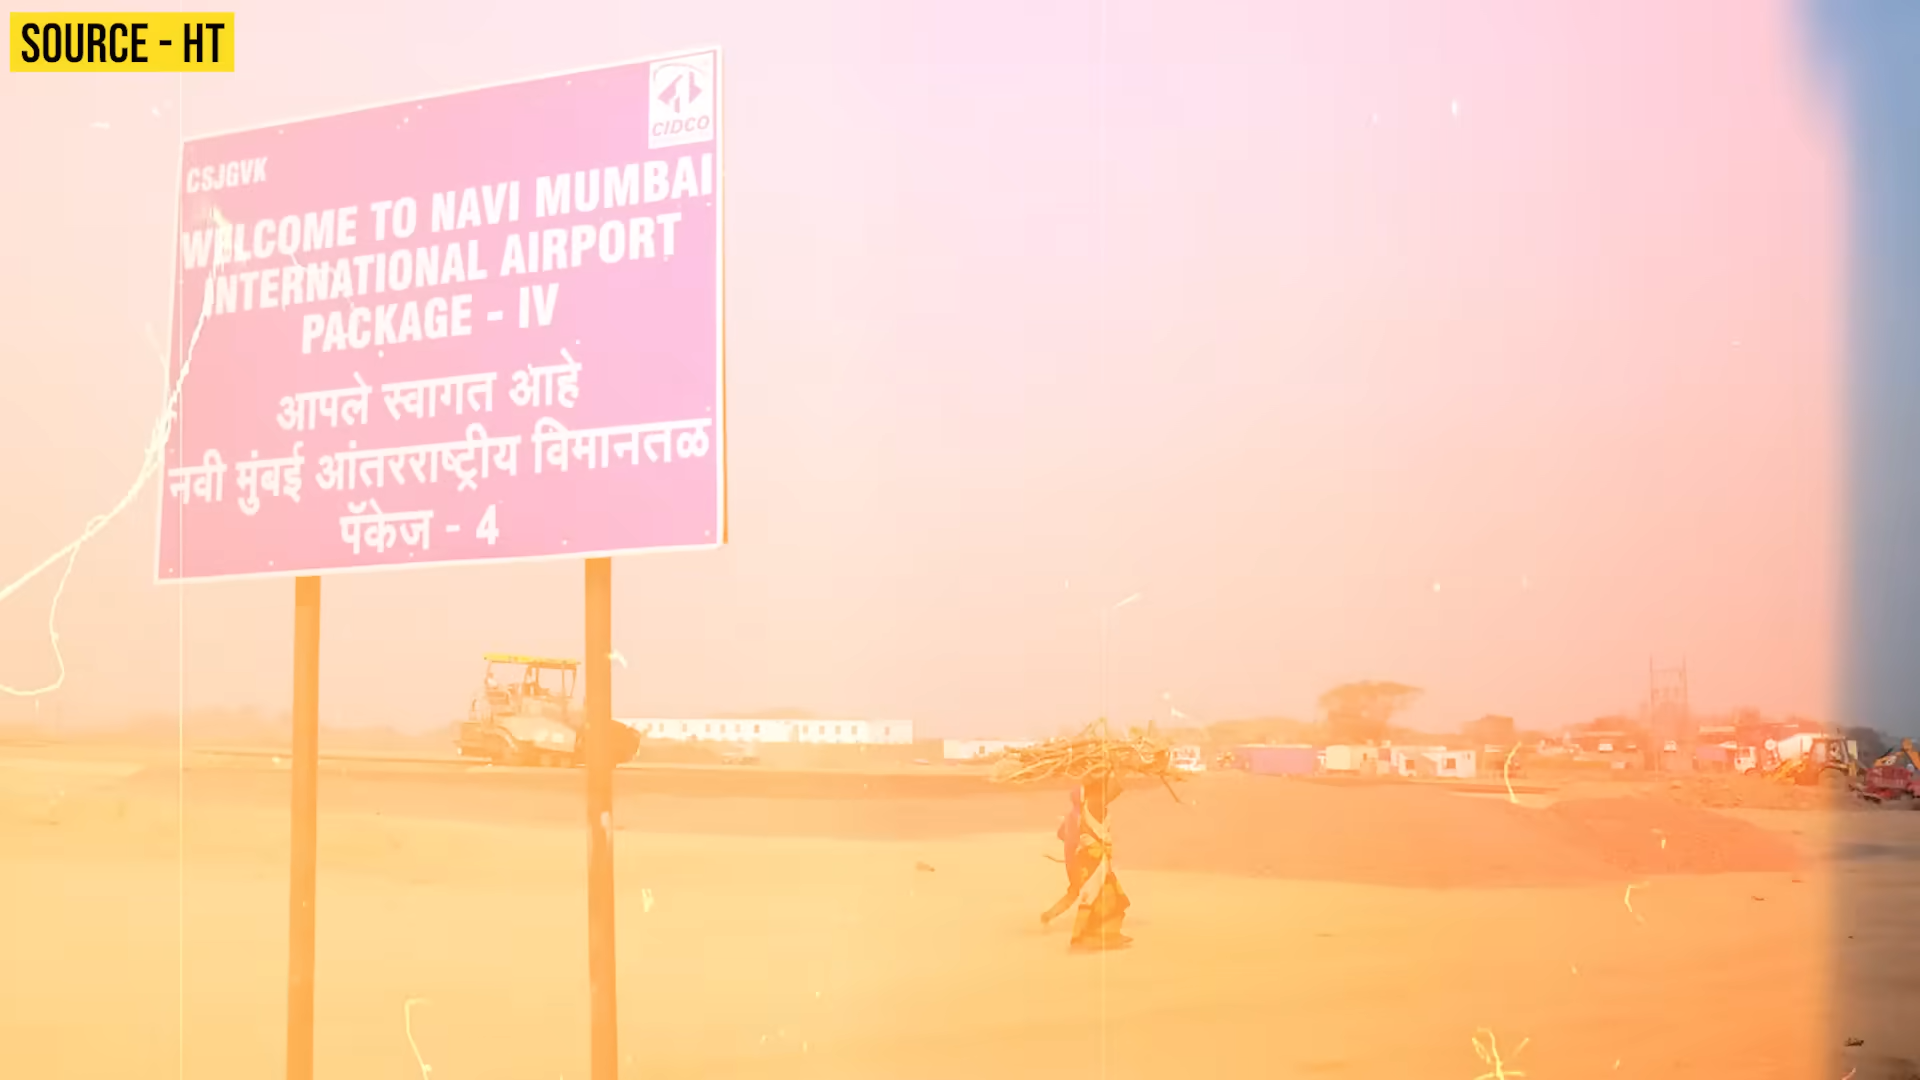 SOURCE - HT
CIDCO
CSJGVK
WELCOME TO NAVI MUMBAI
INTERNATIONAL AIRPORT
PACKAGE - IV
आपले स्वागत आहे
नवी मुंबई आंतरराष्ट्रीय विमानतळ
पॅकेज - 4